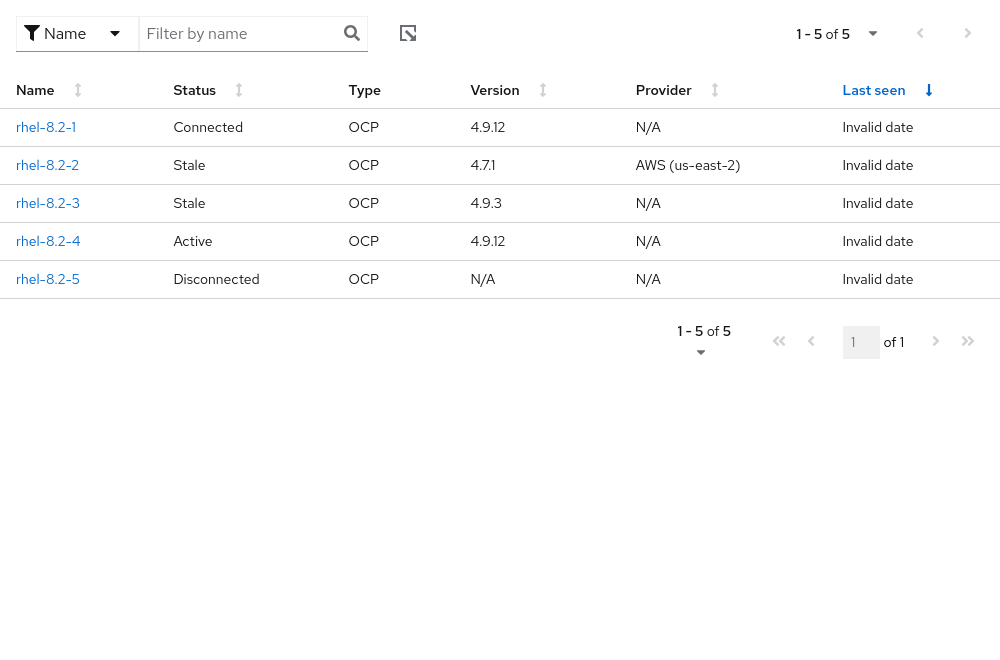 Name Filter by name 1 - 5 of 5
Name Status Type Version Provider Last seen
rhel-8.2-1 Connected OCP 4.9.12 N/A Invalid date
rhel-8.2-2 Stale OCP 4.7.1 AWS (us-east-2) Invalid date
rhel-8.2-3 Stale OCP 4.9.3 N/A Invalid date
rhel-8.2-4 Active OCP 4.9.12 N/A Invalid date
rhel-8.2-5 Disconnected OCP N/A N/A Invalid date
1 - 5 of 5
1 of 1